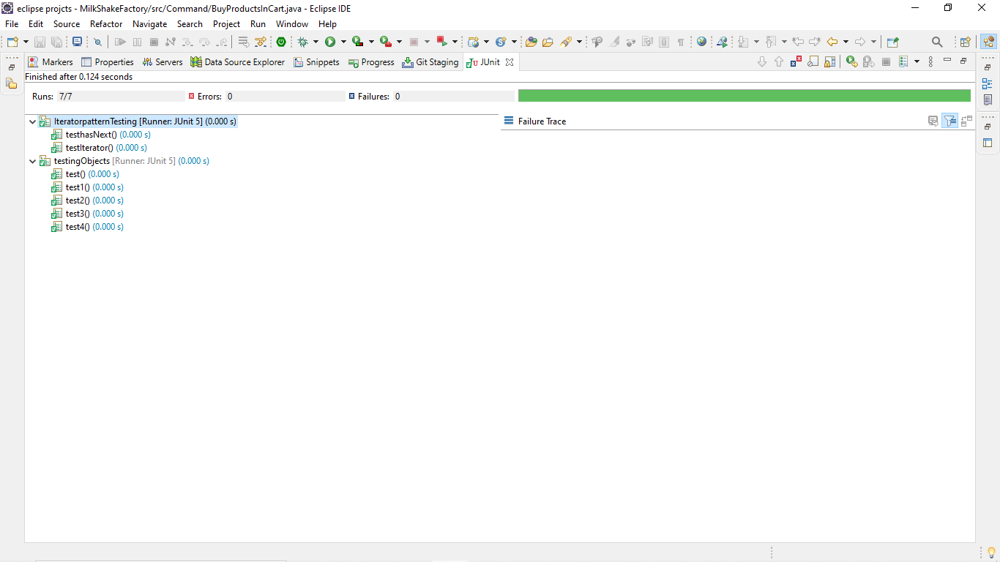 eclipse projcts - MilkShakeFactory/src/Command/BuyProductsInCart.java - Eclipse IDE
File Edit Source Refactor Navigate Search Project Run Window Help
Markers Properties Servers Data Source Explorer Snippets Progress Git Staging JUnit
Finished after 0.124 seconds
Runs: 7/7 Errors: 0 Failures: 0
IteratorpatternTesting [Runner: JUnit 5] (0.000 s) Failure Trace
testhasNext() (0.000 s)
testIterator() (0.000 s)
testingObjects [Runner: JUnit 5] (0.000 s)
test() (0.000 s)
test1() (0.000 s)
test2() (0.000 s)
test3() (0.000 s)
test4() (0.000 s)